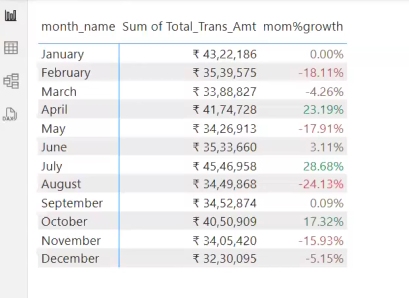 month_name Sum of Total_Trans_Amt mom%growth
January ₹ 43,22,186 0.00%
February ₹ 35,39,575 -18.11%
March ₹ 33,88,827 -4.26%
April ₹ 41,74,728 23.19%
May ₹ 34,26,913 -17.91%
June ₹ 35,33,660 3.11%
July ₹ 45,46,958 28.68%
August ₹ 34,49,868 -24.13%
September ₹ 34,52,874 0.09%
October ₹ 40,50,909 17.32%
November ₹ 34,05,420 -15.93%
December ₹ 32,30,095 -5.15%